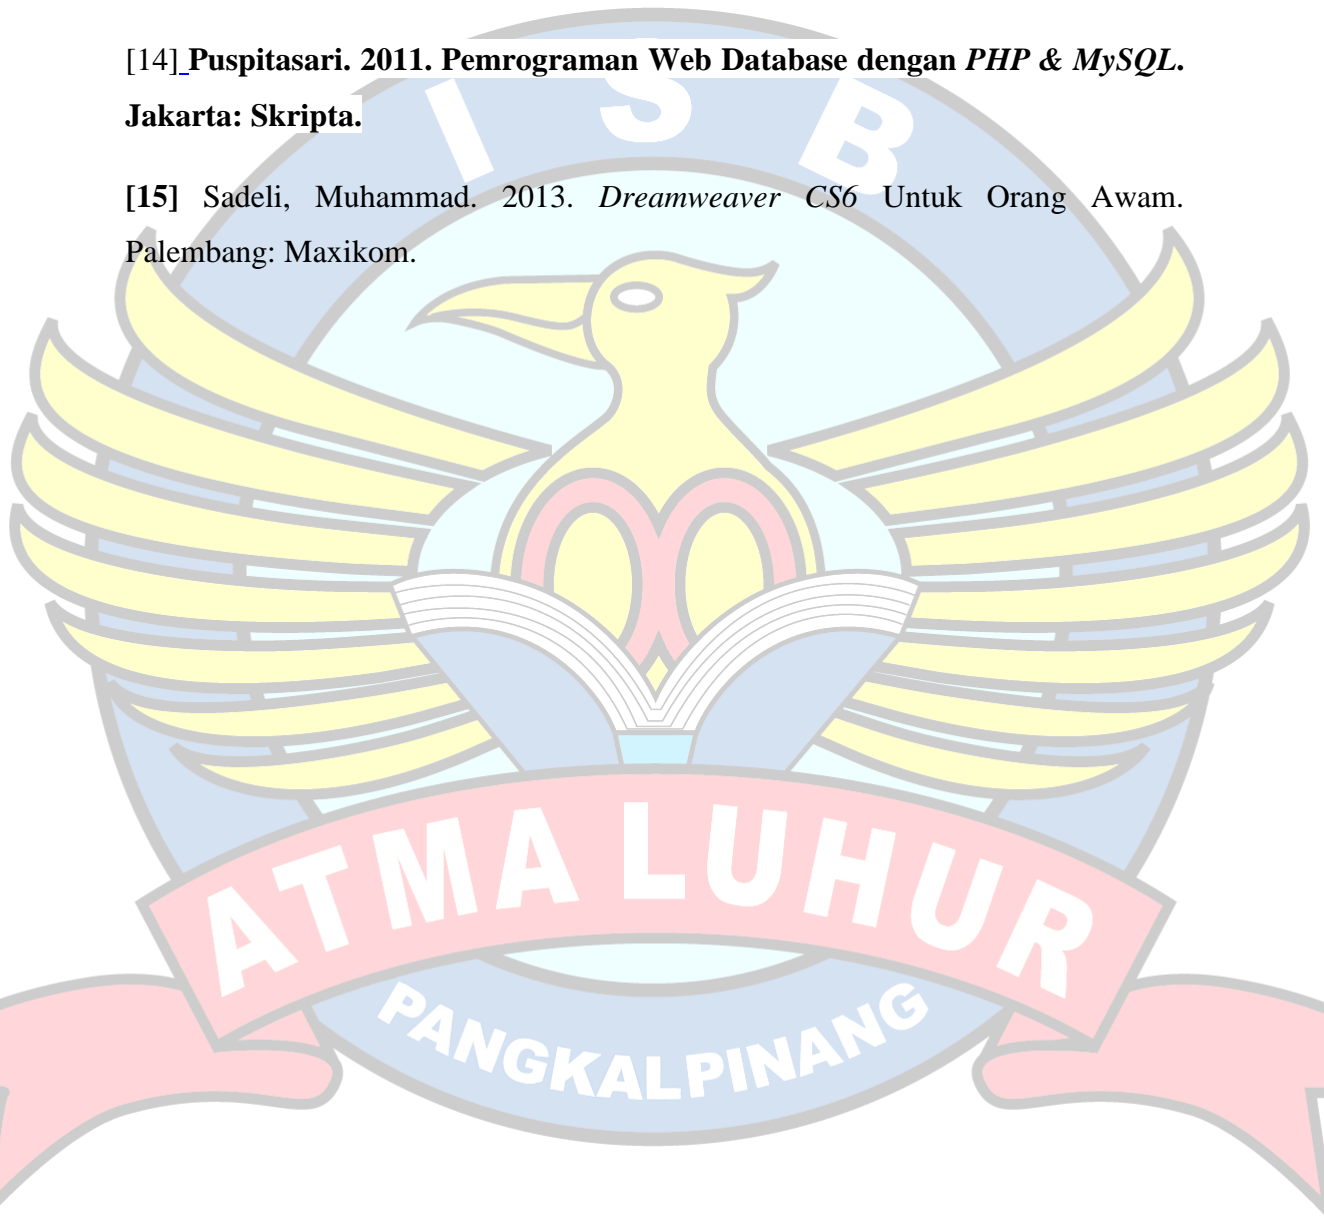 [14] Puspitasari. 2011. Pemrograman Web Database dengan PHP & MySQL.
Jakarta: Skripta.
[15] Sadeli, Muhammad. 2013. Dreamweaver CS6 Untuk Orang Awam.
Palembang: Maxikom.
I S B
ATMA LUHUR
PANGKALPINANG